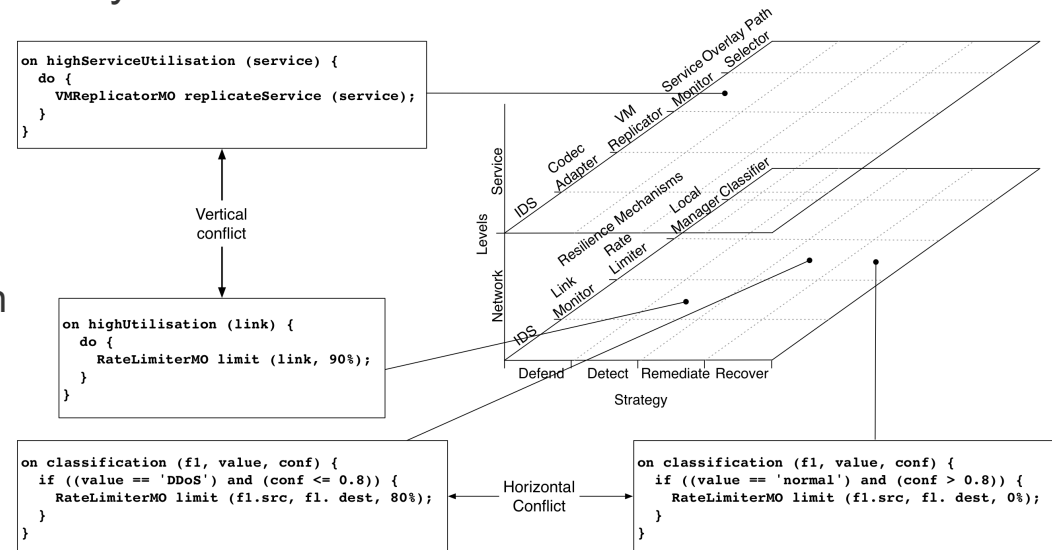 on highServiceUtilisation (service) {
do {
VMReplicatorMO replicateService (service);
}
}
Vertical
conflict
on highUtilisation (link) {
do {
RateLimiterMO limit (link, 90%);
}
}
Service Overlay Path
Monitor Selector
VM
Replicator
Codec
Adapter
IDS
Service
Levels
Network
Resilience Mechanisms
Local
Manager Classifier
Rate
Limiter
Link
Monitor
IDS
Defend Detect Remediate Recover
Strategy
on classification (f1, value, conf) {
if ((value == 'DDoS') and (conf <= 0.8)) {
RateLimiterMO limit (f1.src, fl. dest, 80%);
}
}
Horizontal
Conflict
on classification (f1, value, conf) {
if ((value == 'normal') and (conf > 0.8)) {
RateLimiterMO limit (f1.src, fl. dest, 0%);
}
}